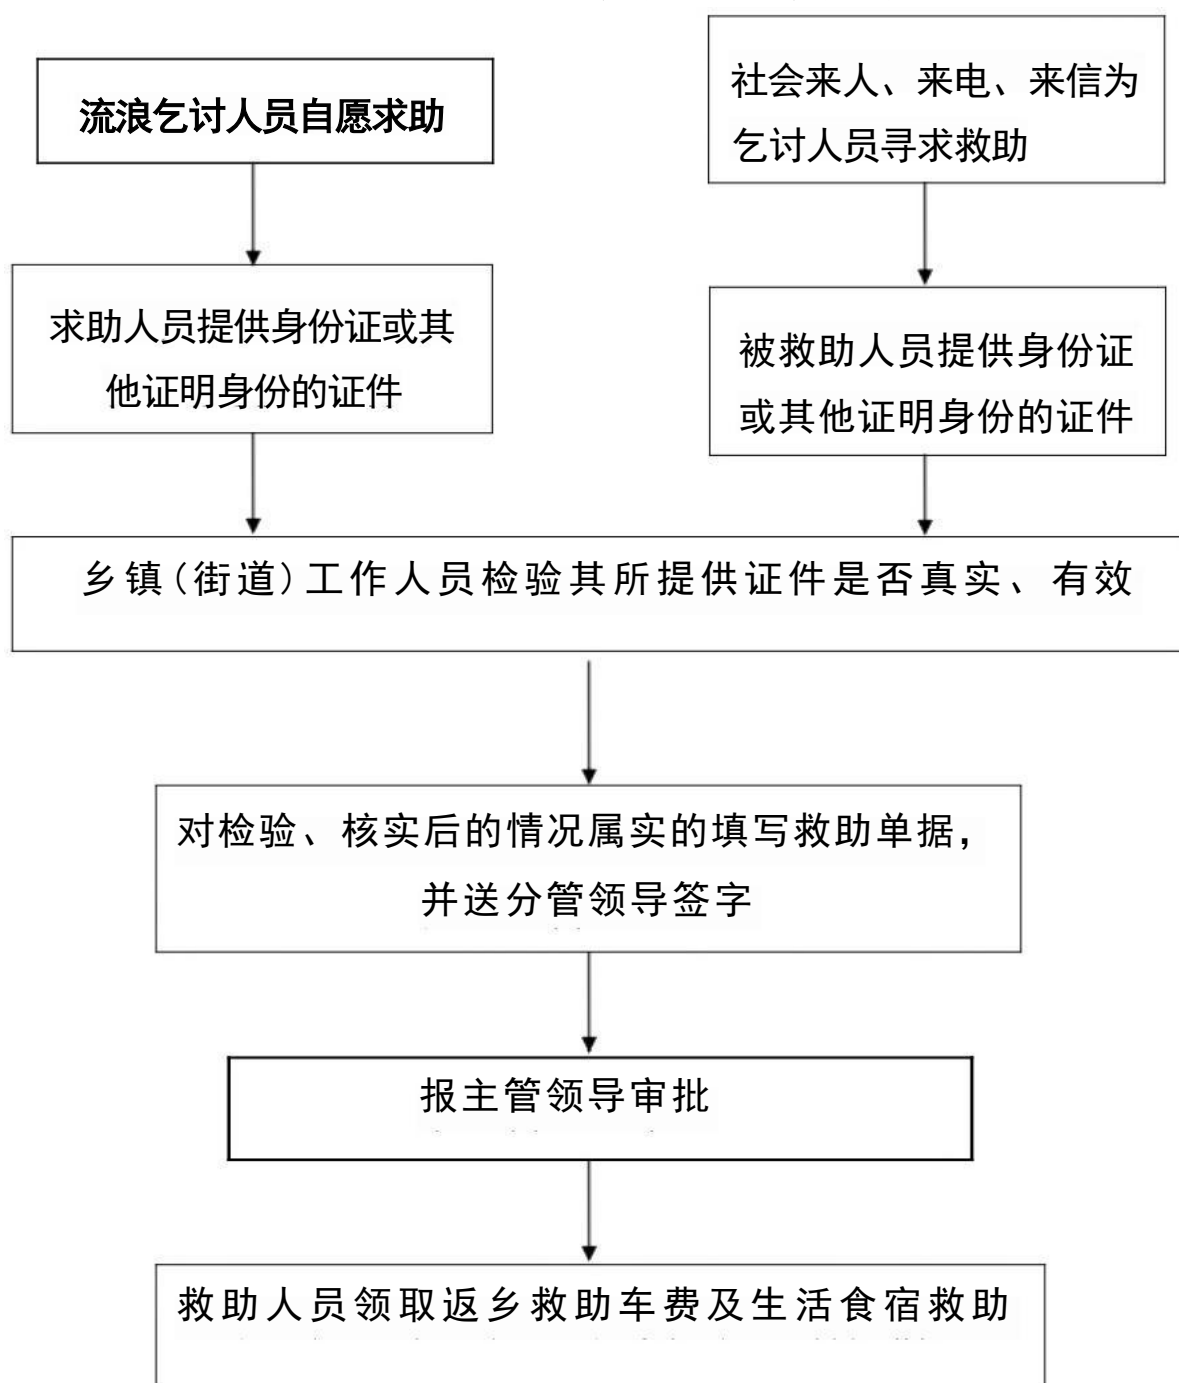 流浪乞讨人员自愿求助
社会来人、来电、来信为
乞讨人员寻求救助
求助人员提供身份证或其
他证明身份的证件
被救助人员提供身份证
或其他证明身份的证件
乡镇(街道)工作人员检验其所提供证件是否真实、有效
对检验、核实后的情况属实的填写救助单据，
并送分管领导签字
报主管领导审批
救助人员领取返乡救助车费及生活食宿救助